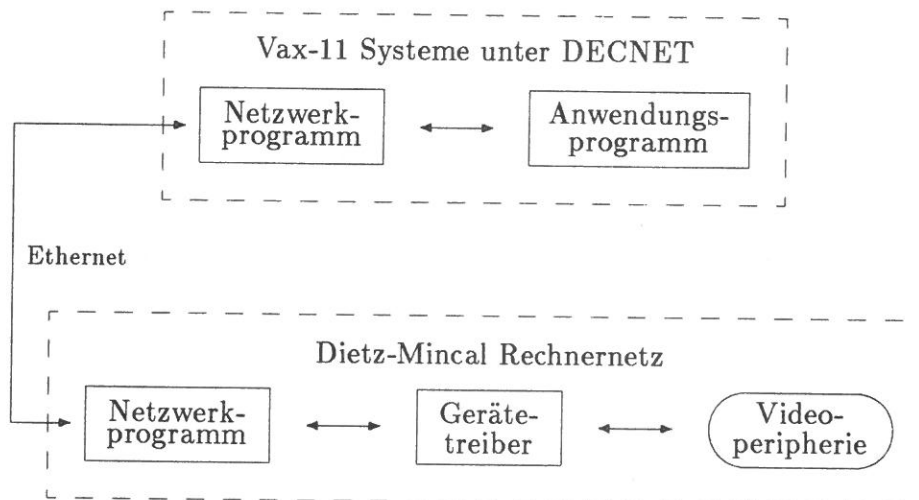 Vax-11 Systeme unter DECNET
Netzwerk-
programm
Anwendungs-
programm
Ethernet
Dietz-Mincal Rechnernetz
Netzwerk-
programm
Geräte-
treiber
Video-
peripherie